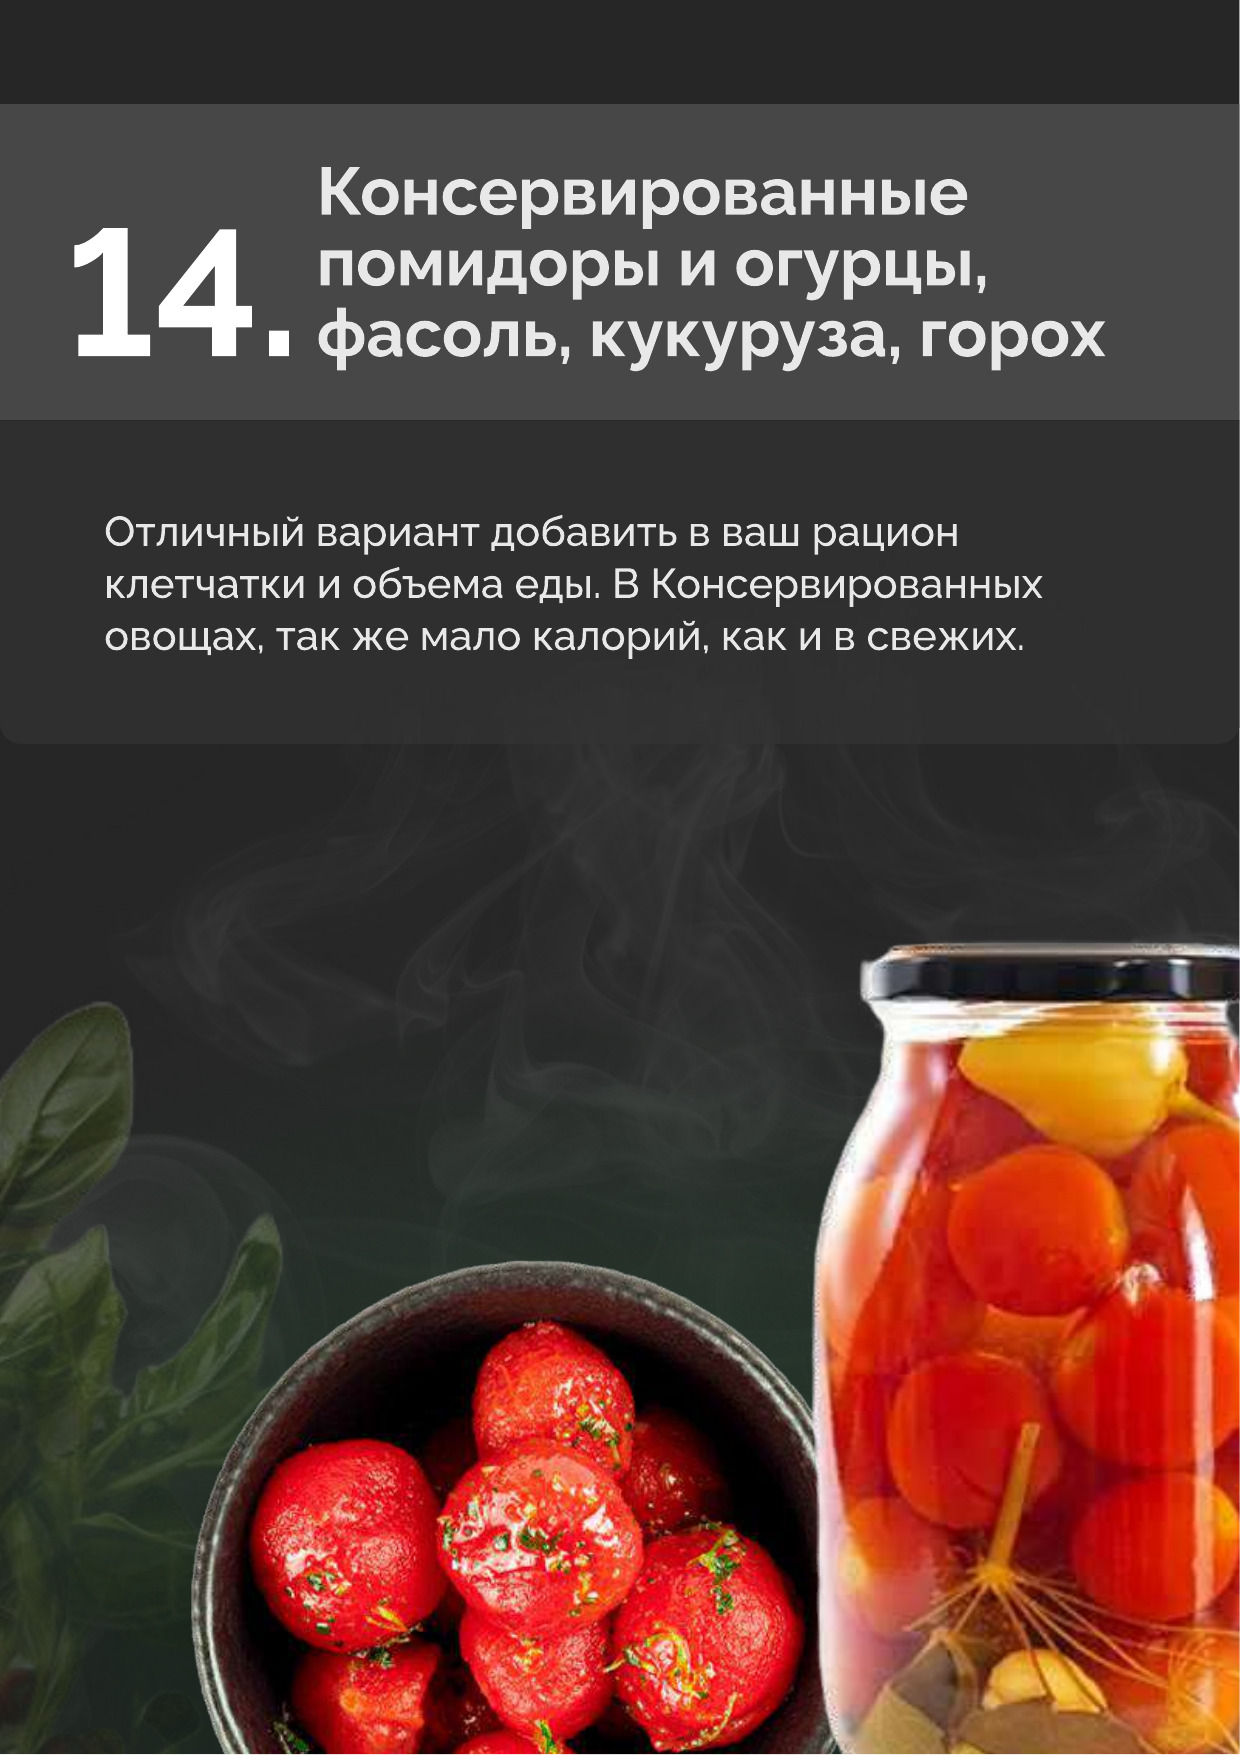 14.
Консервированные
помидоры и огурцы,
фасоль, кукуруза, горох
Отличный вариант добавить в ваш рацион
клетчатки и объема еды. В Консервированных
овощах, так же мало калорий, как и в свежих.